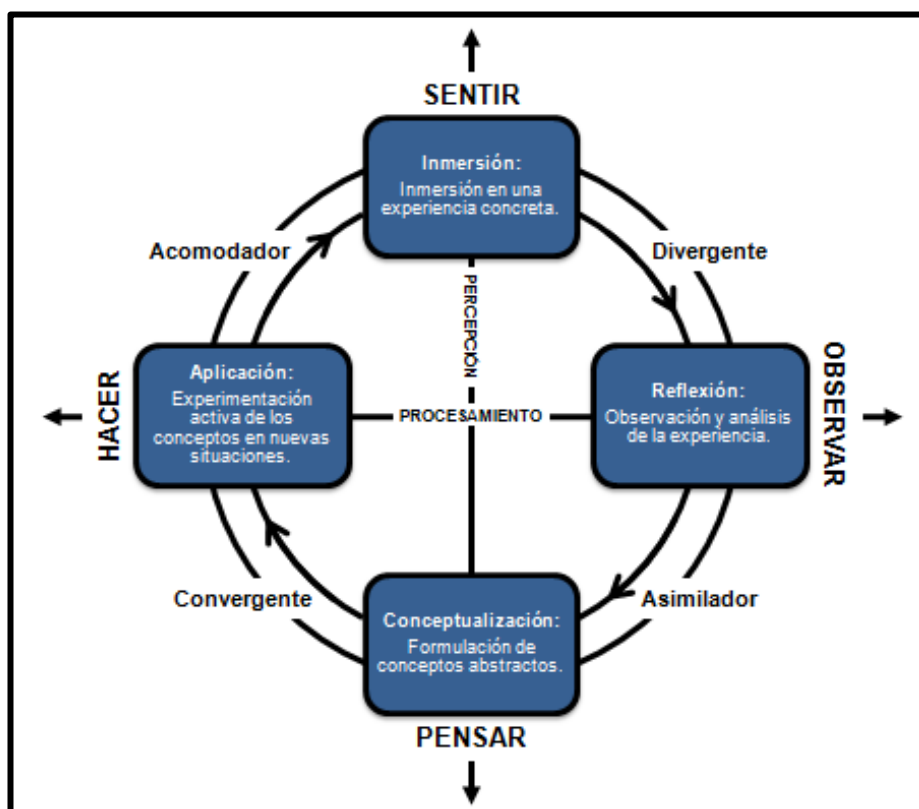 SENTIR
Inmersión:
Inmersión en una
experiencia concreta.
Acomodador
Divergente
PERCEPCIÓN
HACER
Aplicación:
Experimentación
activa de los
conceptos en nuevas
situaciones.
PROCESAMIENTO
Reflexión:
Observación y análisis
de la experiencia.
OBSERVAR
Convergente
Asimilador
Conceptualización:
Formulación de
conceptos abstractos.
PENSAR